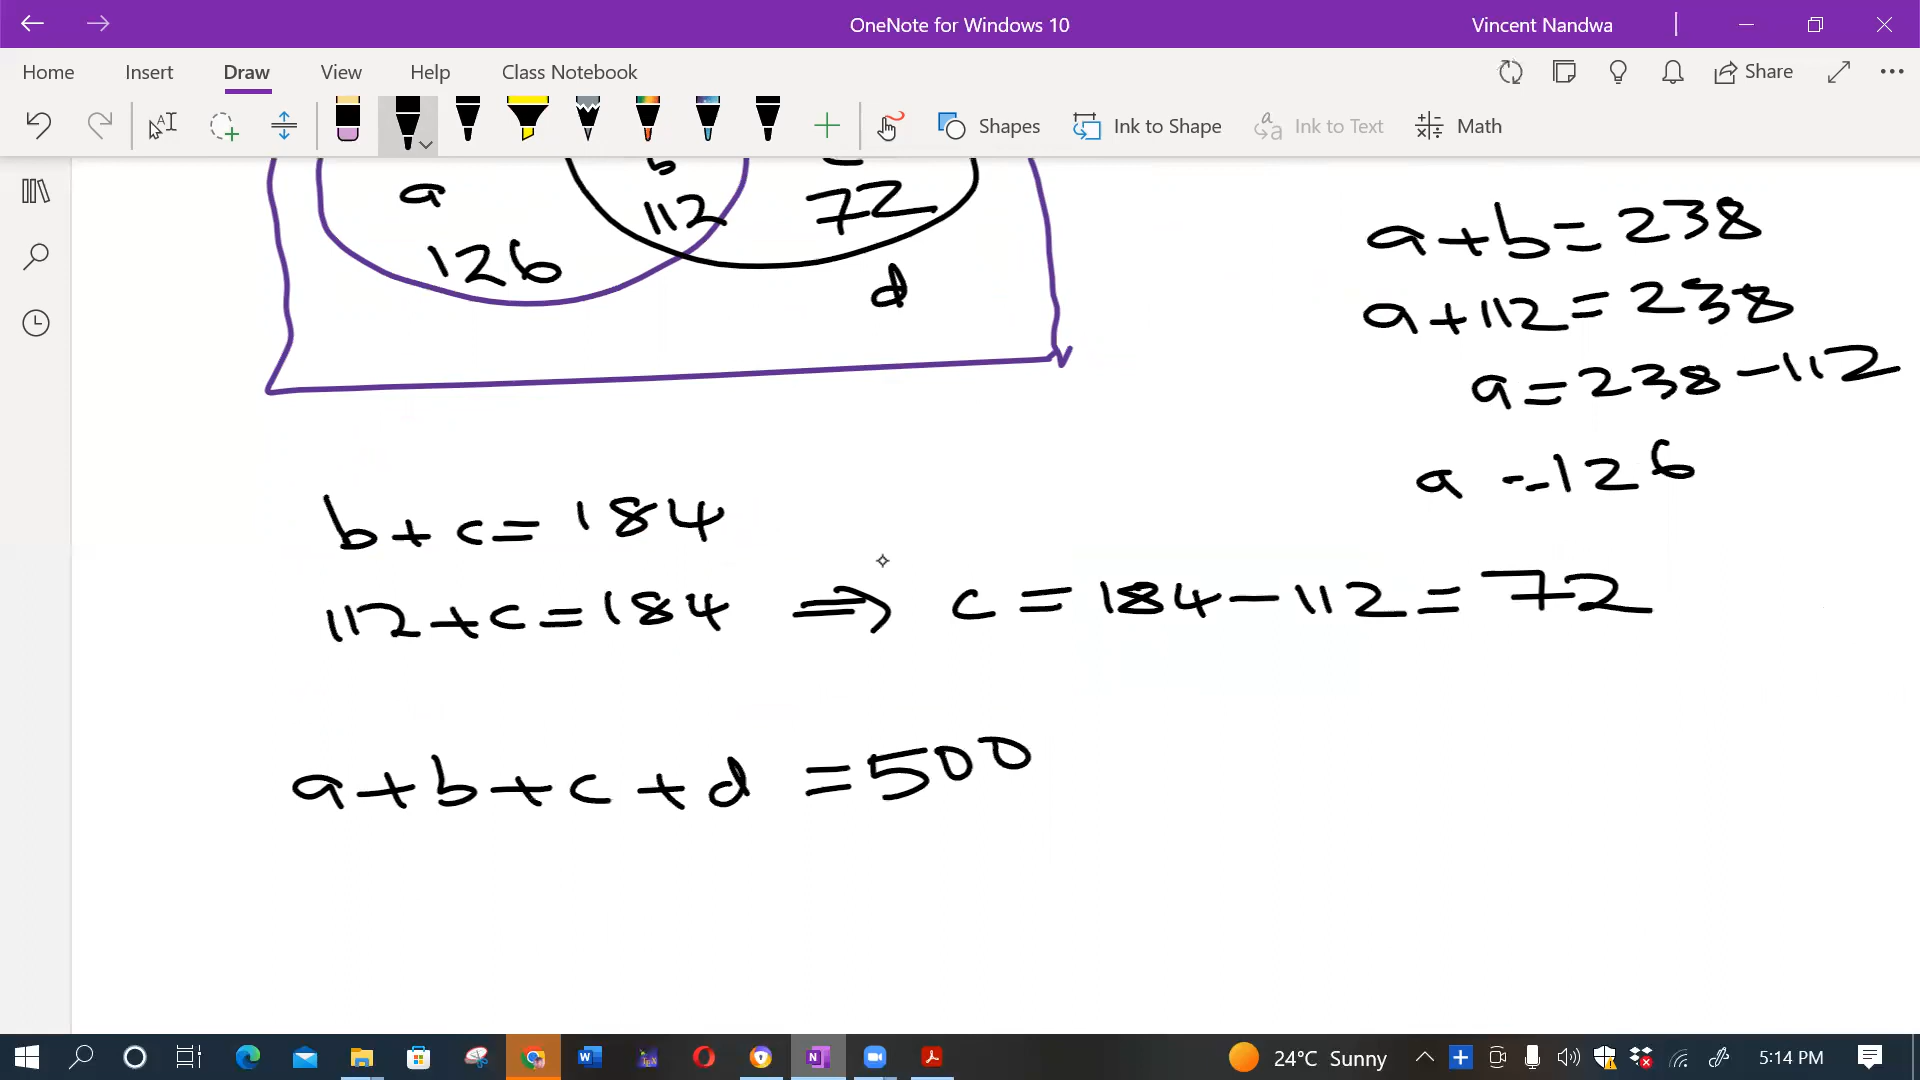 OneNote for Windows 10
Vincent Nandwa
Home Insert Draw View Help Class Notebook
Share
Shapes Ink to Shape Ink to Text Math
a b c
126 112 72
d
a+b=238
a+112=238
a=238-112
a=126
b+c=184
112+c=184 ⇒ c=184-112=72
a+b+c+d =500
24°C Sunny
5:14 PM